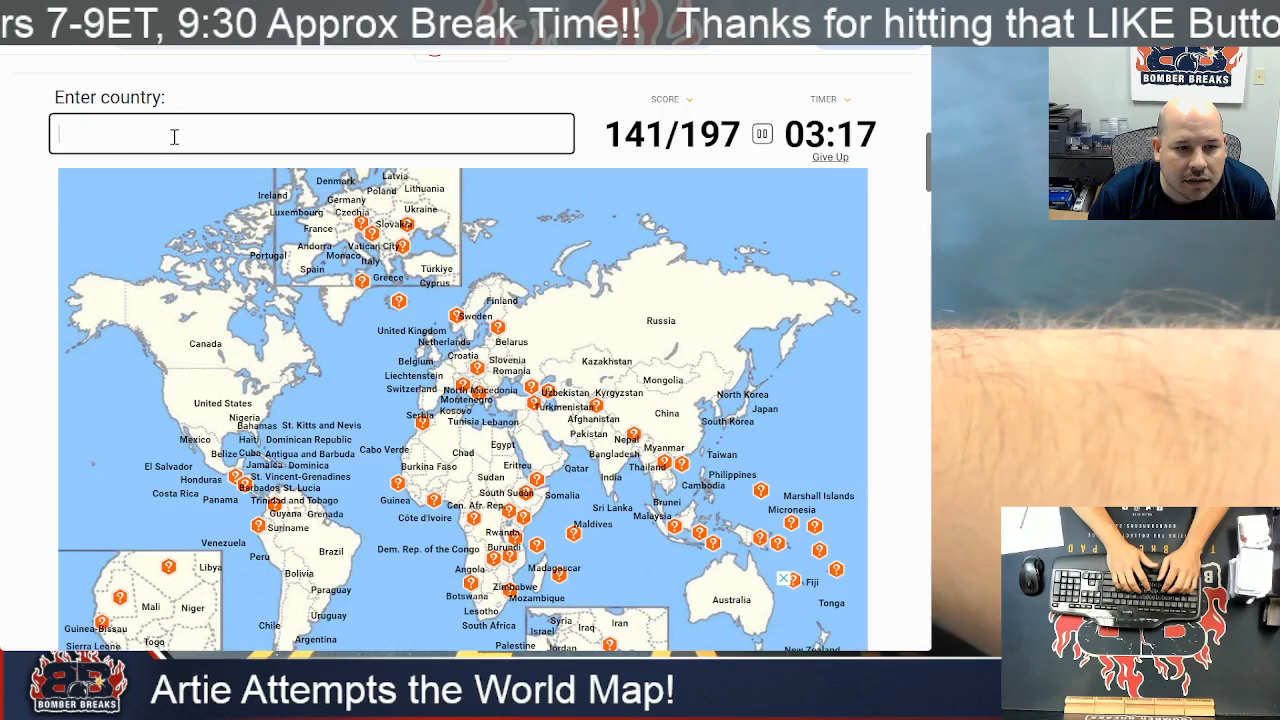 rs 7-9ET, 9:30 Approx Break Time!! Thanks for hitting that LIKE Butto
BOMBER BREAKS
Enter country:
SCORE
TIMER
141/197
03:17
Give Up
Latvia
Denmark
Poland
Lithuania
Ireland
Germany
Luxembourg
Czechia
Ukraine
France
Slovakia
Andorra
Vatican City
Portugal
Monaco
Italy
Spain
Greece
Türkiye
Cyprus
Finland
Sweden
Russia
United Kingdom
Canada
Netherlands
Belarus
Belgium
Croatia
Slovenia
Kazakhstan
Liechtenstein
Romania
Mongolia
Switzerland
North Macedonia
Uzbekistan
Kyrgyzstan
North Korea
Montenegro
United States
Turkmenistan
China
Japan
Kosovo
Serbia
Tunisia
Lebanon
Afghanistan
South Korea
Nigeria
Bahamas
St. Kitts and Nevis
Pakistan
Nepal
Mexico
Haiti
Dominican Republic
Egypt
Bangladesh
Myanmar
Taiwan
Belize
Cuba
Antigua and Barbuda
Cabo Verde
Chad
El Salvador
Jamaica
Dominica
Burkina Faso
Eritrea
Qatar
Thailand
Philippines
Honduras
St. Vincent-Grenadines
Sudan
India
Cambodia
Costa Rica
Barbados
St. Lucia
South Sudan
Somalia
Marshall Islands
Panama
Trinidad and Tobago
Guinea
Cen. Afr. Rep.
Sri Lanka
Brunei
Micronesia
Guyana
Grenada
Côte d'Ivoire
Malaysia
Suriname
Maldives
Venezuela
Rwanda
Peru
Brazil
Dem. Rep. of the Congo
Burundi
Libya
Bolivia
Angola
Madagascar
Fiji
Mali
Niger
Paraguay
Botswana
Zimbabwe
Mozambique
Australia
Tonga
Guinea-Bissau
Uruguay
Lesotho
Syria
Iraq
Iran
Sierra Leone
Togo
Chile
Argentina
South Africa
Israel
Palestine
Jordan
New Zealand
BOMBER BREAKS
Artie Attempts the World Map!